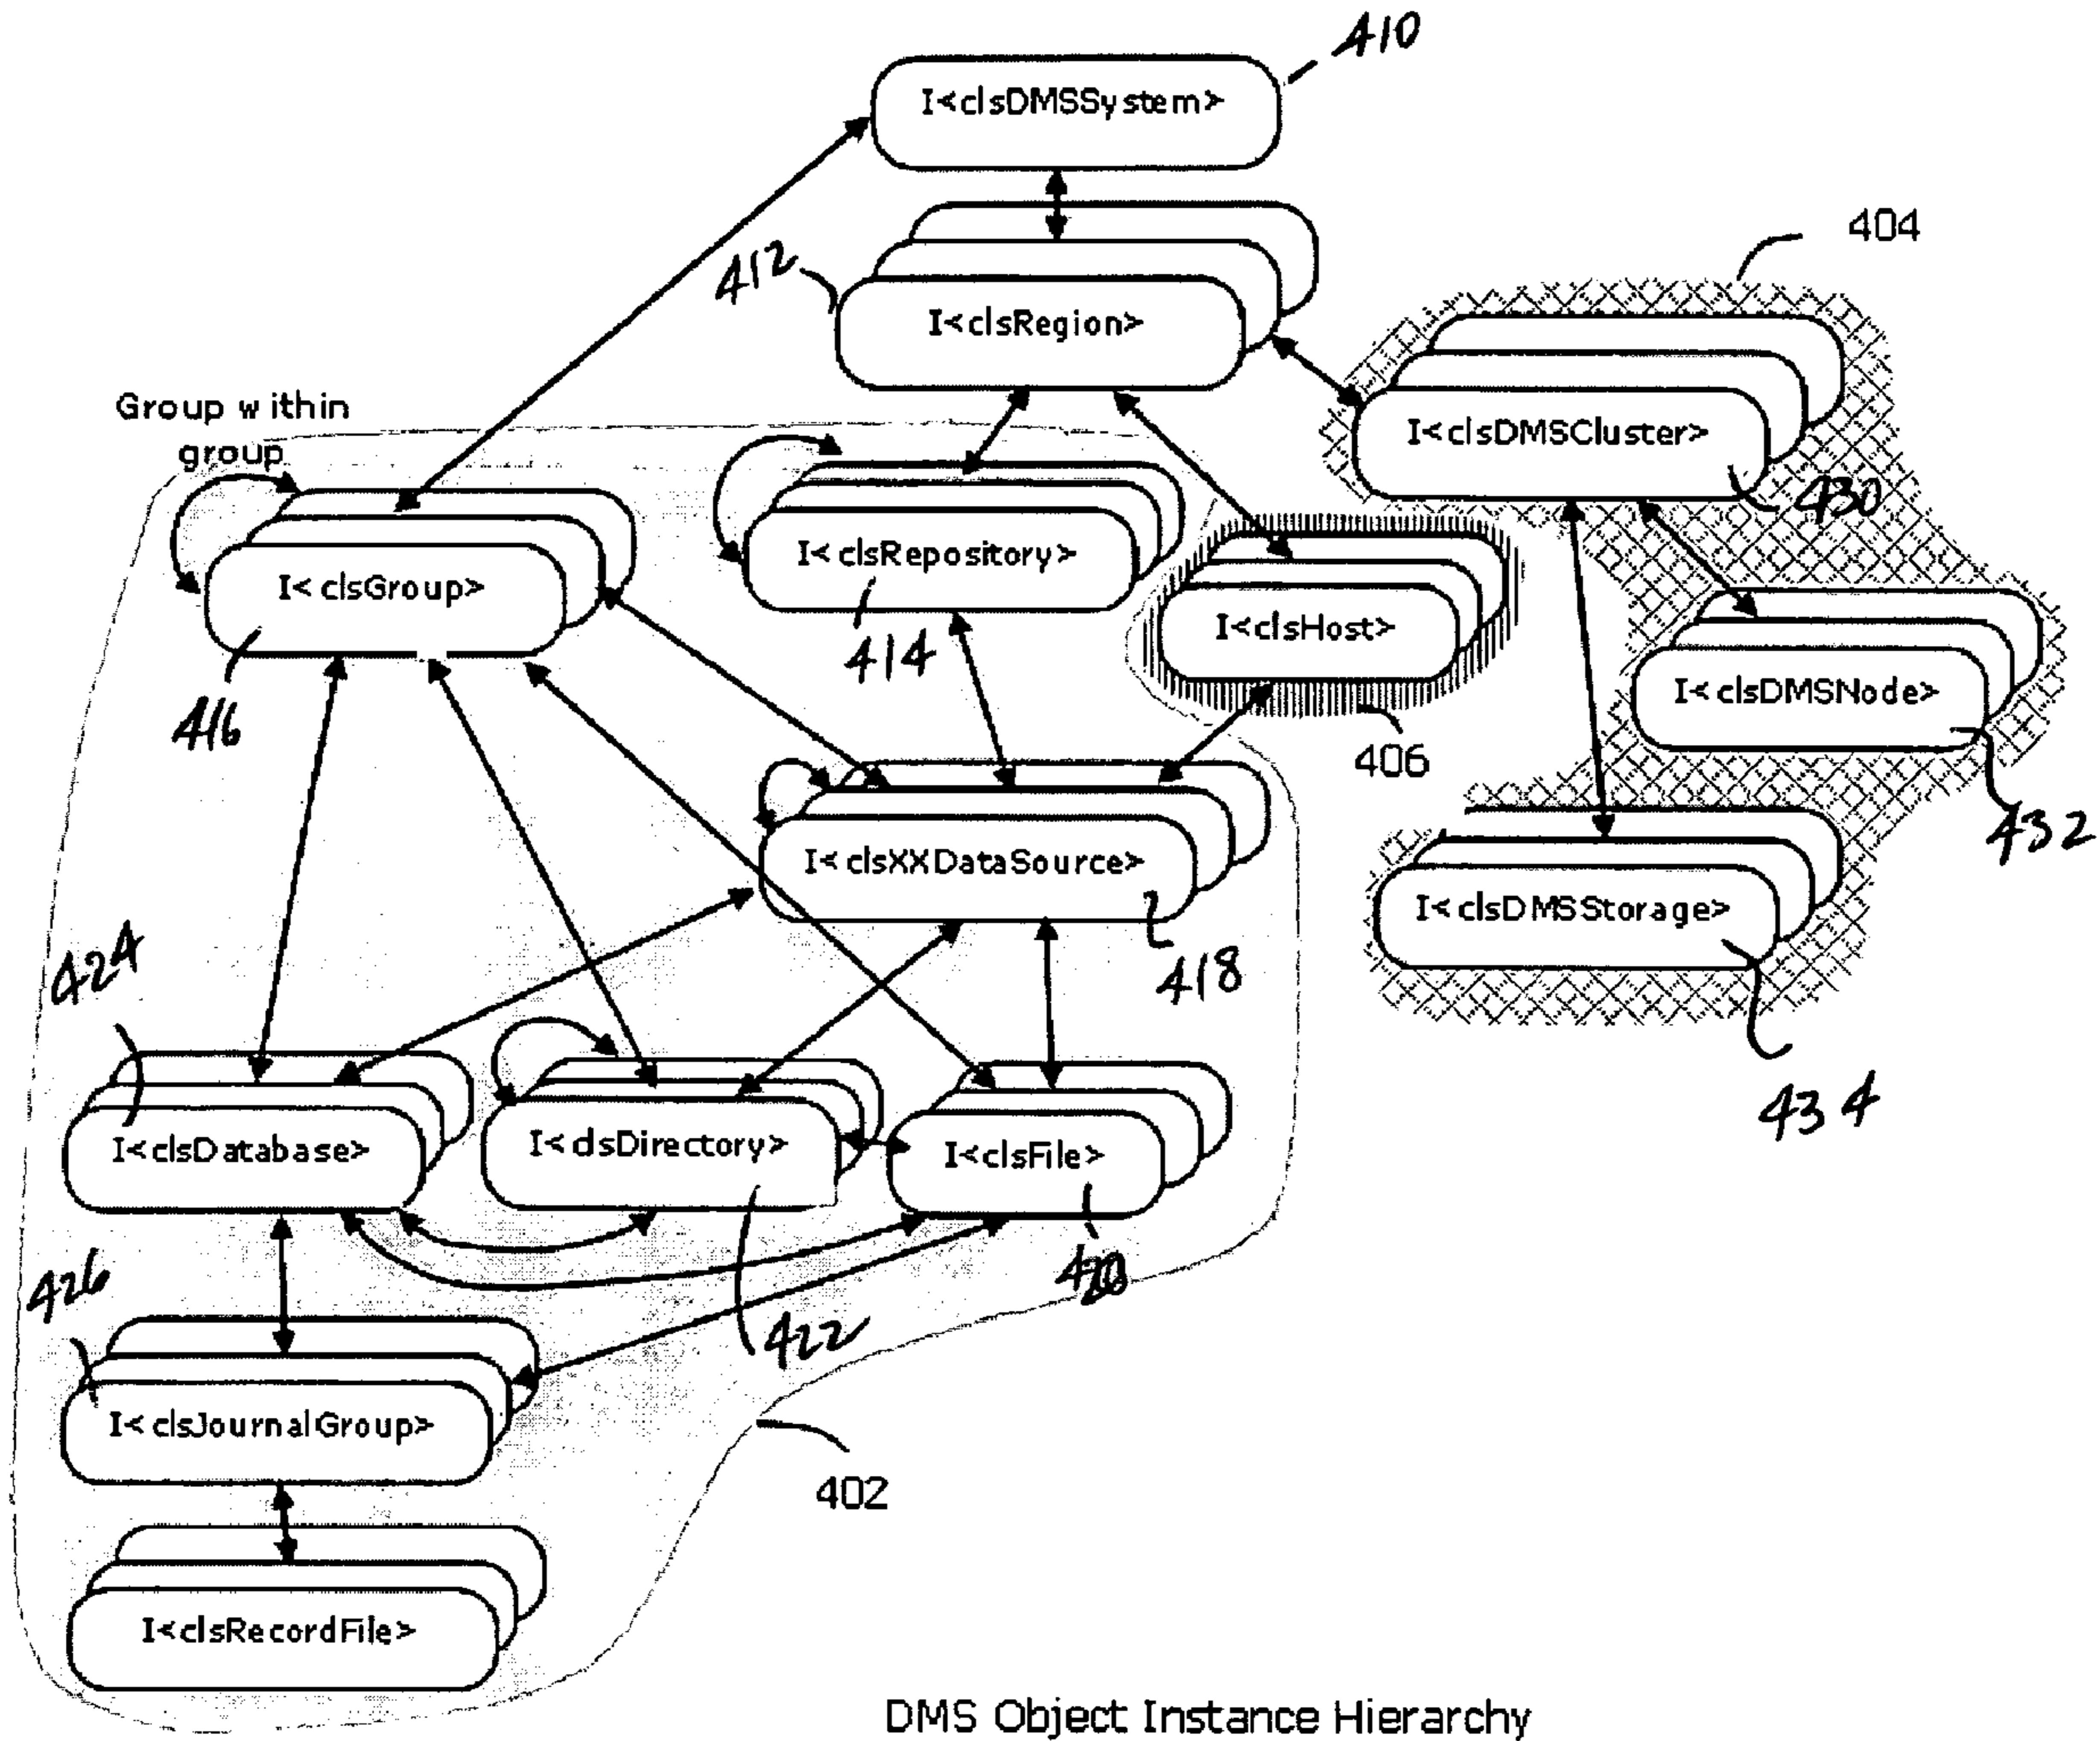 410
I<clsDMSSystem>
404
412
I<clsRegion>
Group within
group
I<clsDMSCluster>
430
I<clsRepository>
I<clsGroup>
I<clsHost>
414
416
I<clsDMSNode>
406
432
I<clsXXDataSource>
I<clsDMSStorage>
424
418
434
I<clsDatabase>
I<clsDirectory>
I<clsFile>
426
422
I<clsJournalGroup>
402
I<clsRecordFile>
DMS Object Instance Hierarchy